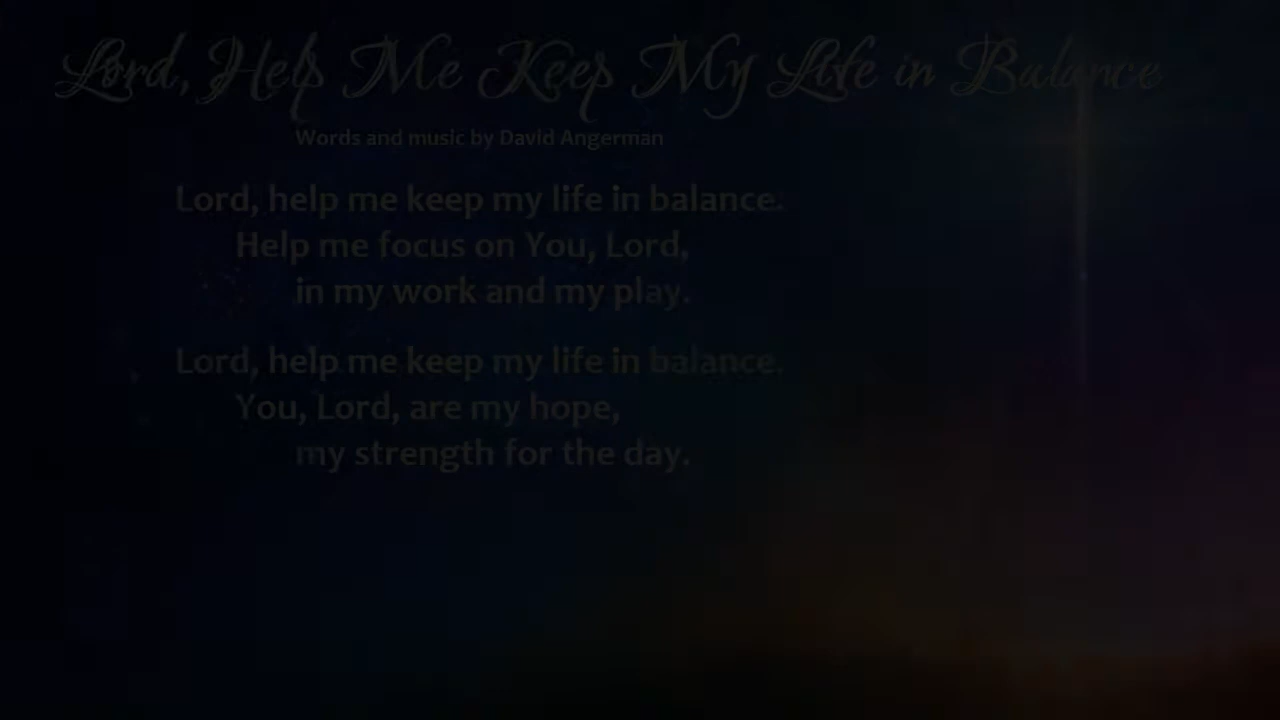 Lord, Help Me Keep My Life in Balance
Words and music by David Angerman
Lord, help me keep my life in balance.
Help me focus on You, Lord,
in my work and my play.
Lord, help me keep my life in balance.
You, Lord, are my hope,
my strength for the day.